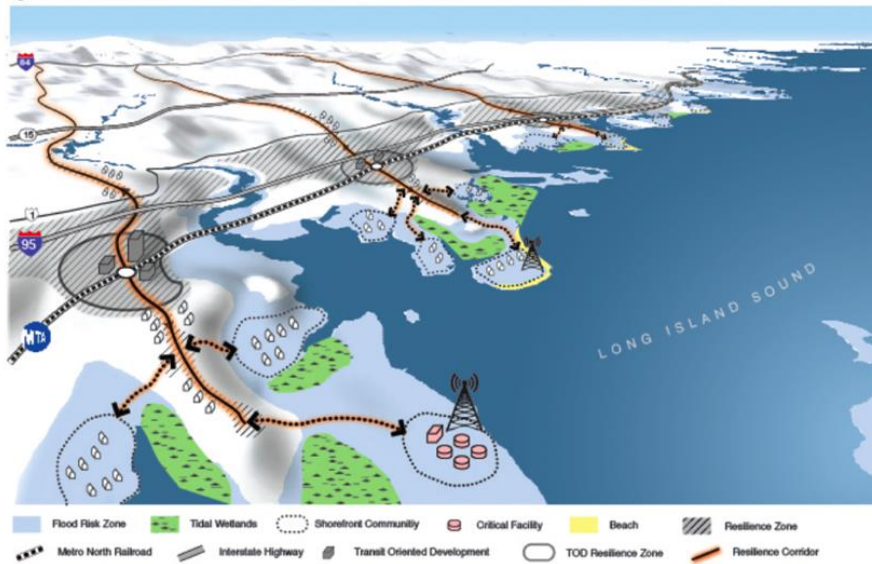 84
15
1
95
MTA
LONG ISLAND SOUND
Flood Risk Zone Tidal Wetlands Shorefront Communitiy Critical Facility Beach Resilience Zone
Metro North Railroad Interstate Highway Transit Oriented Development TOD Resilience Zone Resilience Corridor